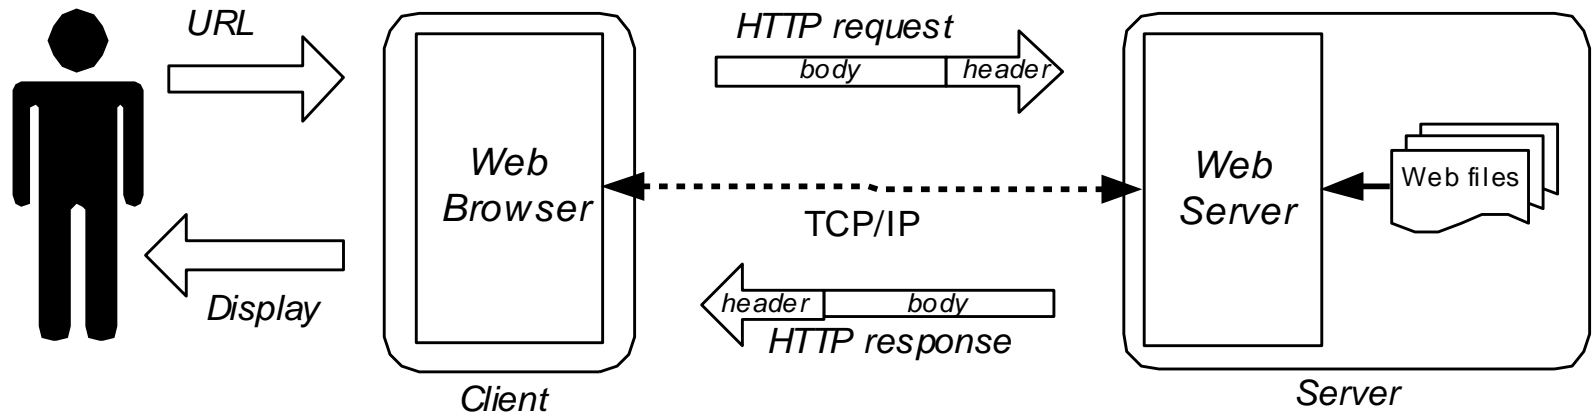 URL
HTTP request
body
header
Web
Browser
Web
Server
Web files
TCP/IP
Display
header
body
HTTP response
Client
Server